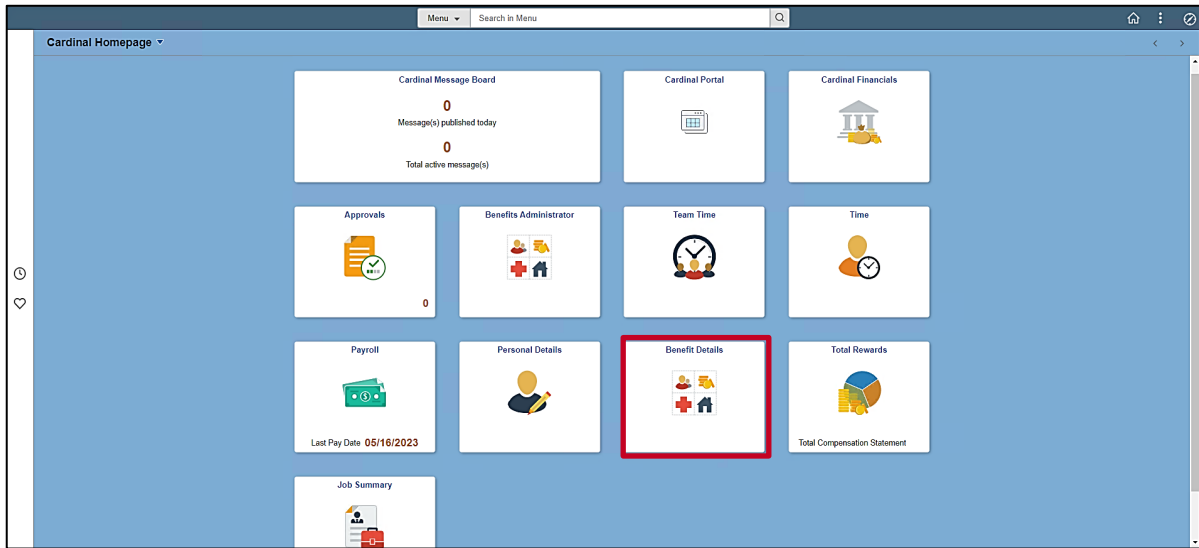 Menu
Search in Menu
Cardinal Homepage
Cardinal Message Board
0
Message(s) published today
0
Total active message(s)
Cardinal Portal
Cardinal Financials
Approvals
0
Benefits Administrator
Team Time
Time
Payroll
Last Pay Date 05/16/2023
Personal Details
Benefit Details
Total Rewards
Total Compensation Statement
Job Summary